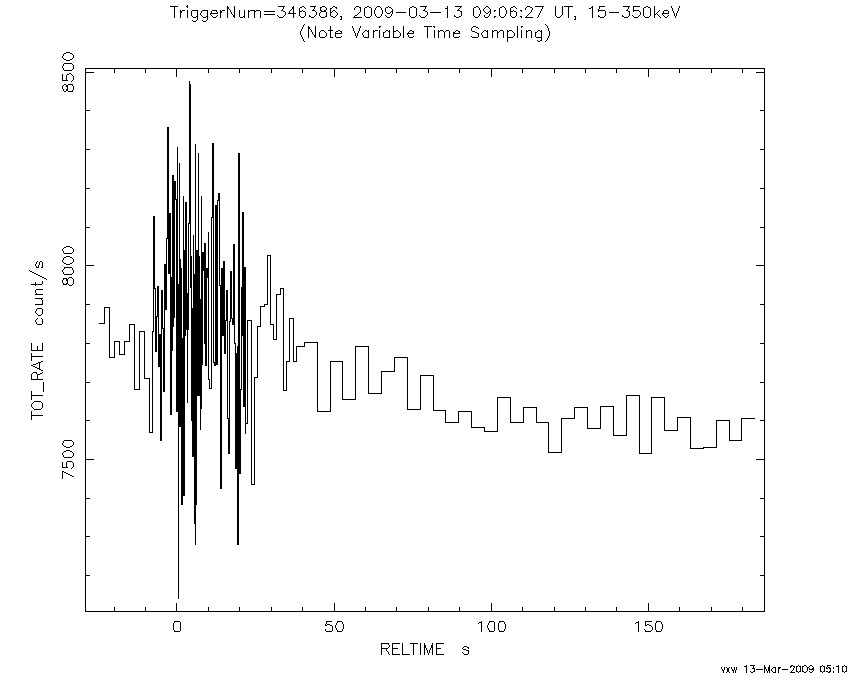 TriggerNum=346386, 2009-03-13 09:06:27 UT, 15-350keV
(Note Variable Time Sampling)
8500
8000
7500
TOT_RATE count/s
0 50 100 150
RELTIME s
vxw 13-Mar-2009 05:10